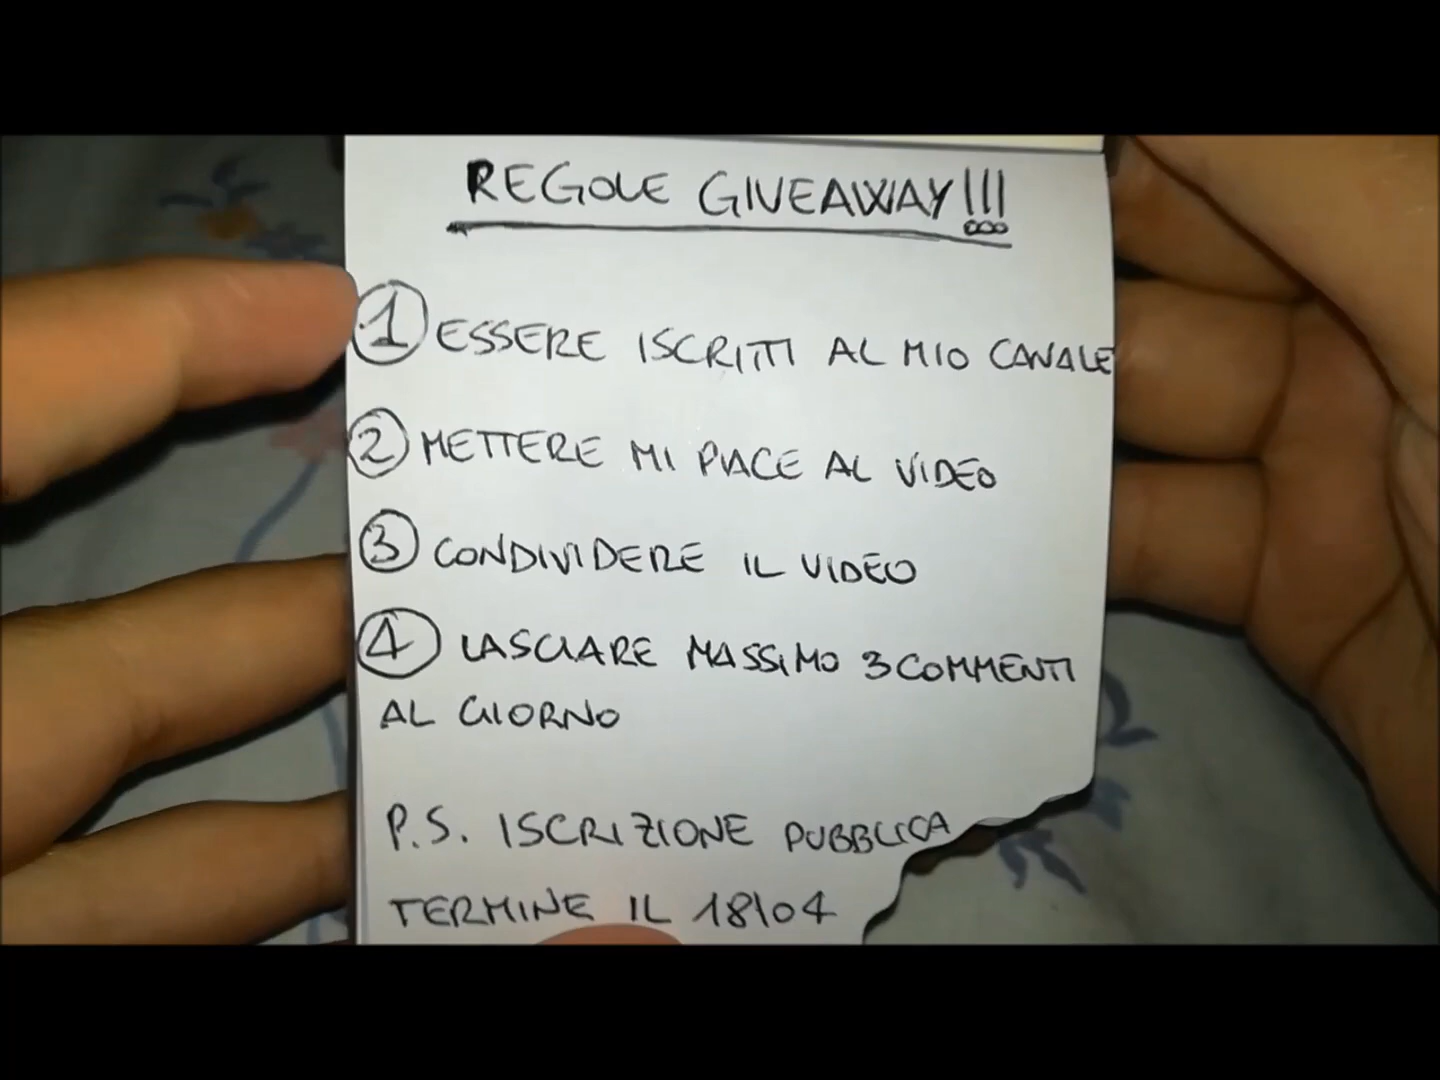 REGOLE GIVEAWAY!!!
1 ESSERE ISCRITTI AL MIO CANALE
2 METTERE MI PIACE AL VIDEO
3 CONDIVIDERE IL VIDEO
4 LASCIARE MASSIMO 3 COMMENTI
AL GIORNO
P.S. ISCRIZIONE PUBBLICA
TERMINE IL 18\04